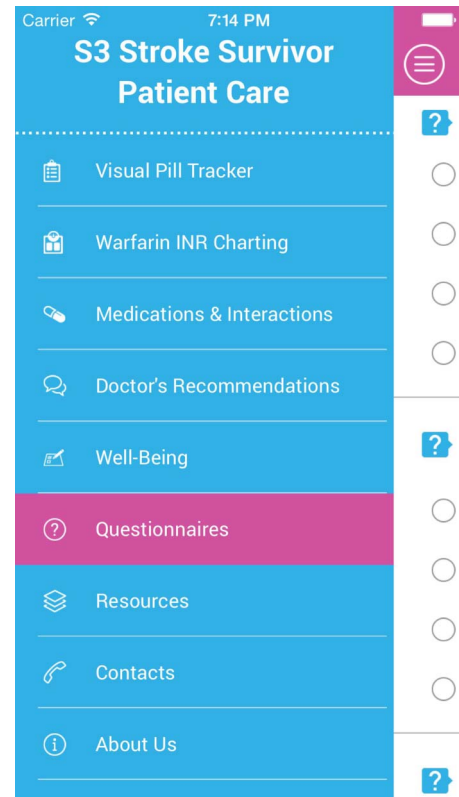 Carrier 7:14 PM
S3 Stroke Survivor
Patient Care
?
Visual Pill Tracker
Warfarin INR Charting
Medications & Interactions
Doctor's Recommendations
?
Well-Being
? Questionnaires
Resources
Contacts
i About Us
?